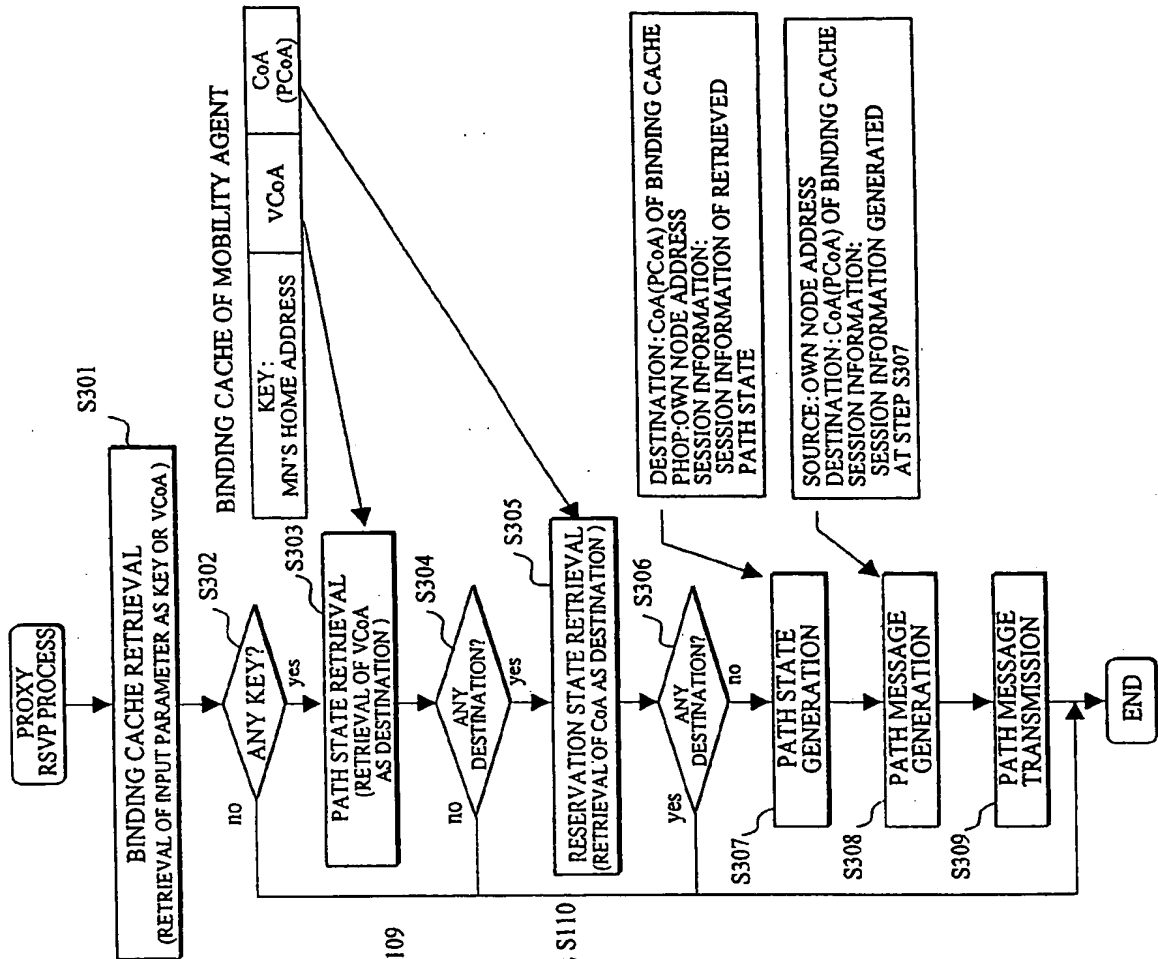 PROXY
RSVP PROCESS
S301
BINDING CACHE RETRIEVAL
(RETRIEVAL OF INPUT PARAMETER AS KEY OR VCoA)
BINDING CACHE OF MOBILITY AGENT
KEY:
MN'S HOME ADDRESS
VCoA
CoA
(PCoA)
S302
ANY KEY?
no
yes
S303
PATH STATE RETRIEVAL
(RETRIEVAL OF VCoA
AS DESTINATION)
109
S304
ANY
DESTINATION?
no
yes
S305
RESERVATION STATE RETRIEVAL
(RETRIEVAL OF CoA AS DESTINATION)
S110
S306
ANY
DESTINATION?
yes
no
S307
PATH STATE
GENERATION
DESTINATION: CoA(PCoA) OF BINDING CACHE
PHOP:OWN NODE ADDRESS
SESSION INFORMATION:
SESSION INFORMATION OF RETRIEVED
PATH STATE
S308
PATH MESSAGE
GENERATION
SOURCE: OWN NODE ADDRESS
DESTINATION: CoA(PCoA) OF BINDING CACHE
SESSION INFORMATION:
SESSION INFORMATION GENERATED
AT STEP S307
S309
PATH MESSAGE
TRANSMISSION
END